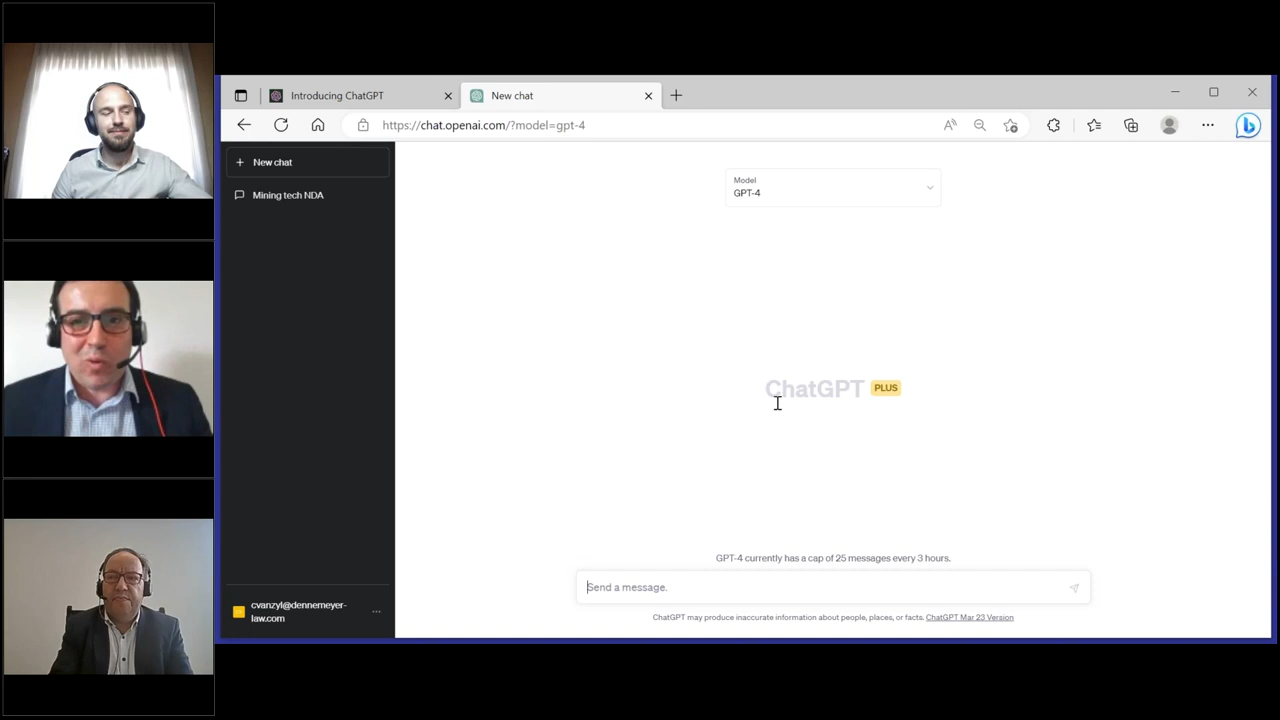 Introducing ChatGPT
New chat
https://chat.openai.com/?model=gpt-4
New chat
Mining tech NDA
Model
GPT-4
ChatGPT PLUS
GPT-4 currently has a cap of 25 messages every 3 hours.
Send a message.
ChatGPT may produce inaccurate information about people, places, or facts. ChatGPT Mar 23 Version
cvanzyl@dennemeyer-
law.com